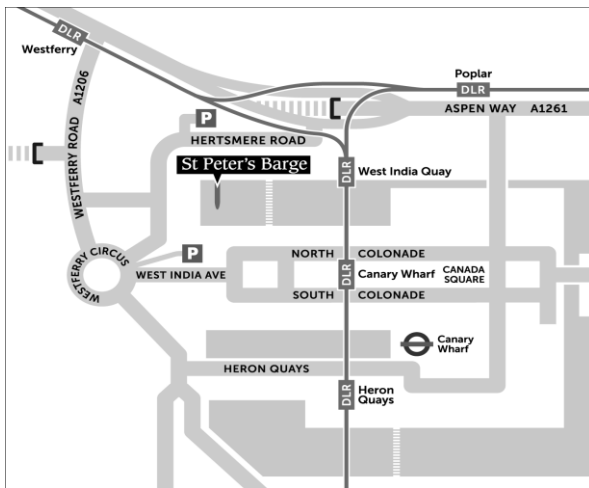 DLR
Westferry
Poplar
DLR
ASPEN WAY A1261
WESTFERRY ROAD A1206
P
HERTSMERE ROAD
St Peter's Barge
DLR
West India Quay
WESTFERRY CIRCUS
P
WEST INDIA AVE
NORTH COLONADE
DLR
Canary Wharf
CANADA
SQUARE
SOUTH COLONADE
Canary
Wharf
HERON QUAYS
DLR
Heron
Quays